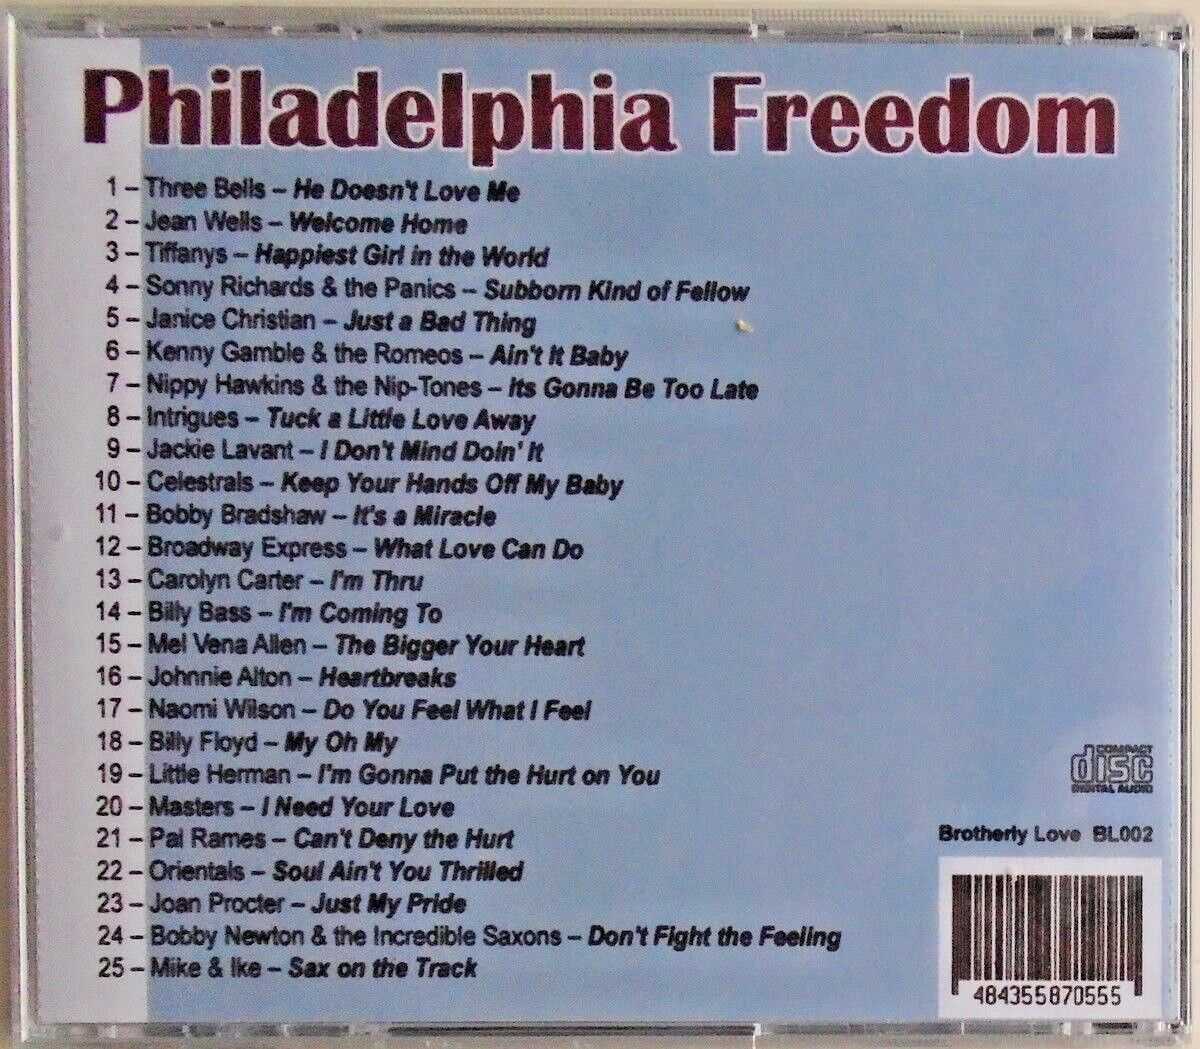 Philadelphia Freedom
1 – Three Bells – He Doesn't Love Me
2 – Jean Wells – Welcome Home
3 – Tiffanys – Happiest Girl in the World
4 – Sonny Richards & the Panics – Subborn Kind of Fellow
5 – Janice Christian – Just a Bad Thing
6 – Kenny Gamble & the Romeos – Ain't It Baby
7 – Nippy Hawkins & the Nip-Tones – Its Gonna Be Too Late
8 – Intrigues – Tuck a Little Love Away
9 – Jackie Lavant – I Don't Mind Doin' It
10 – Celestrals – Keep Your Hands Off My Baby
11 – Bobby Bradshaw – It's a Miracle
12 – Broadway Express – What Love Can Do
13 – Carolyn Carter – I'm Thru
14 – Billy Bass – I'm Coming To
15 – Mel Vena Allen – The Bigger Your Heart
16 – Johnnie Alton – Heartbreaks
17 – Naomi Wilson – Do You Feel What I Feel
18 – Billy Floyd – My Oh My
19 – Little Herman – I'm Gonna Put the Hurt on You
20 – Masters – I Need Your Love
21 – Pal Rames – Can't Deny the Hurt
22 – Orientals – Soul Ain't You Thrilled
23 – Joan Procter – Just My Pride
24 – Bobby Newton & the Incredible Saxons – Don't Fight the Feeling
25 – Mike & Ike – Sax on the Track
COMPACT
disc
DIGITAL AUDIO
Brotherly Love BL002
484355870555